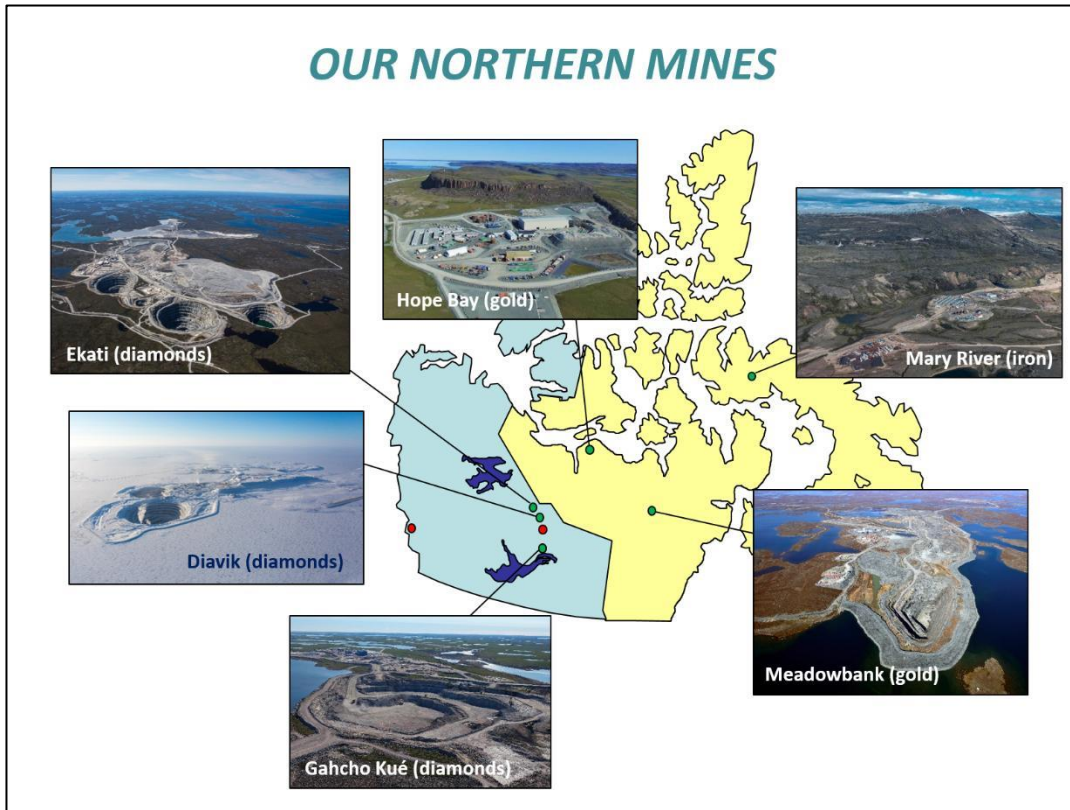 OUR NORTHERN MINES
Hope Bay (gold)
Ekati (diamonds)
Mary River (iron)
Diavik (diamonds)
Meadowbank (gold)
Gahcho Kué (diamonds)